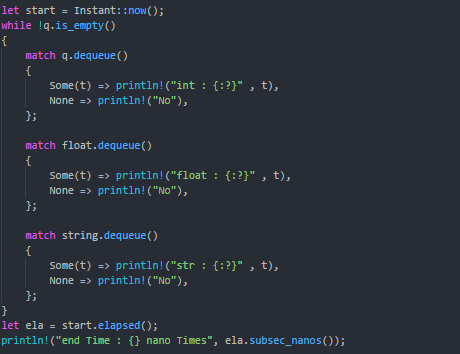 let start = Instant::now();
while !q.is_empty()
{
    match q.dequeue()
    {
        Some(t) => println!("int : {:?}" , t),
        None => println!("No"),
    };

    match float.dequeue()
    {
        Some(t) => println!("float : {:?}" , t),
        None => println!("No"),
    };

    match string.dequeue()
    {
        Some(t) => println!("str : {:?}" , t),
        None => println!("No"),
    };
}
let ela = start.elapsed();
println!("end Time : {} nano Times", ela.subsec_nanos());